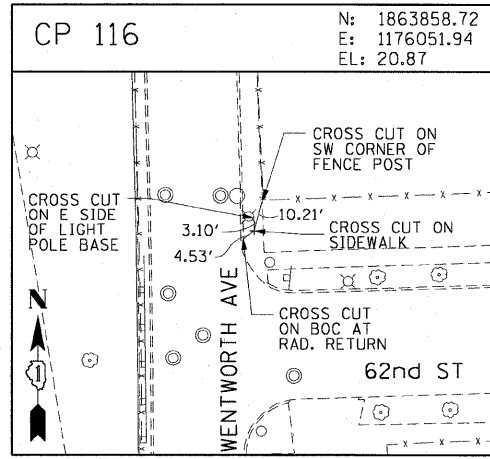 CP 116
N: 1863858.72
E: 1176051.94
EL: 20.87
CROSS CUT ON
SW CORNER OF
FENCE POST
CROSS CUT
ON E SIDE
OF LIGHT
POLE BASE
10.21'
3.10'
4.53'
CROSS CUT ON
SIDEWALK
CROSS CUT
ON BOC AT
RAD. RETURN
N
1
WENTWORTH AVE
62nd ST